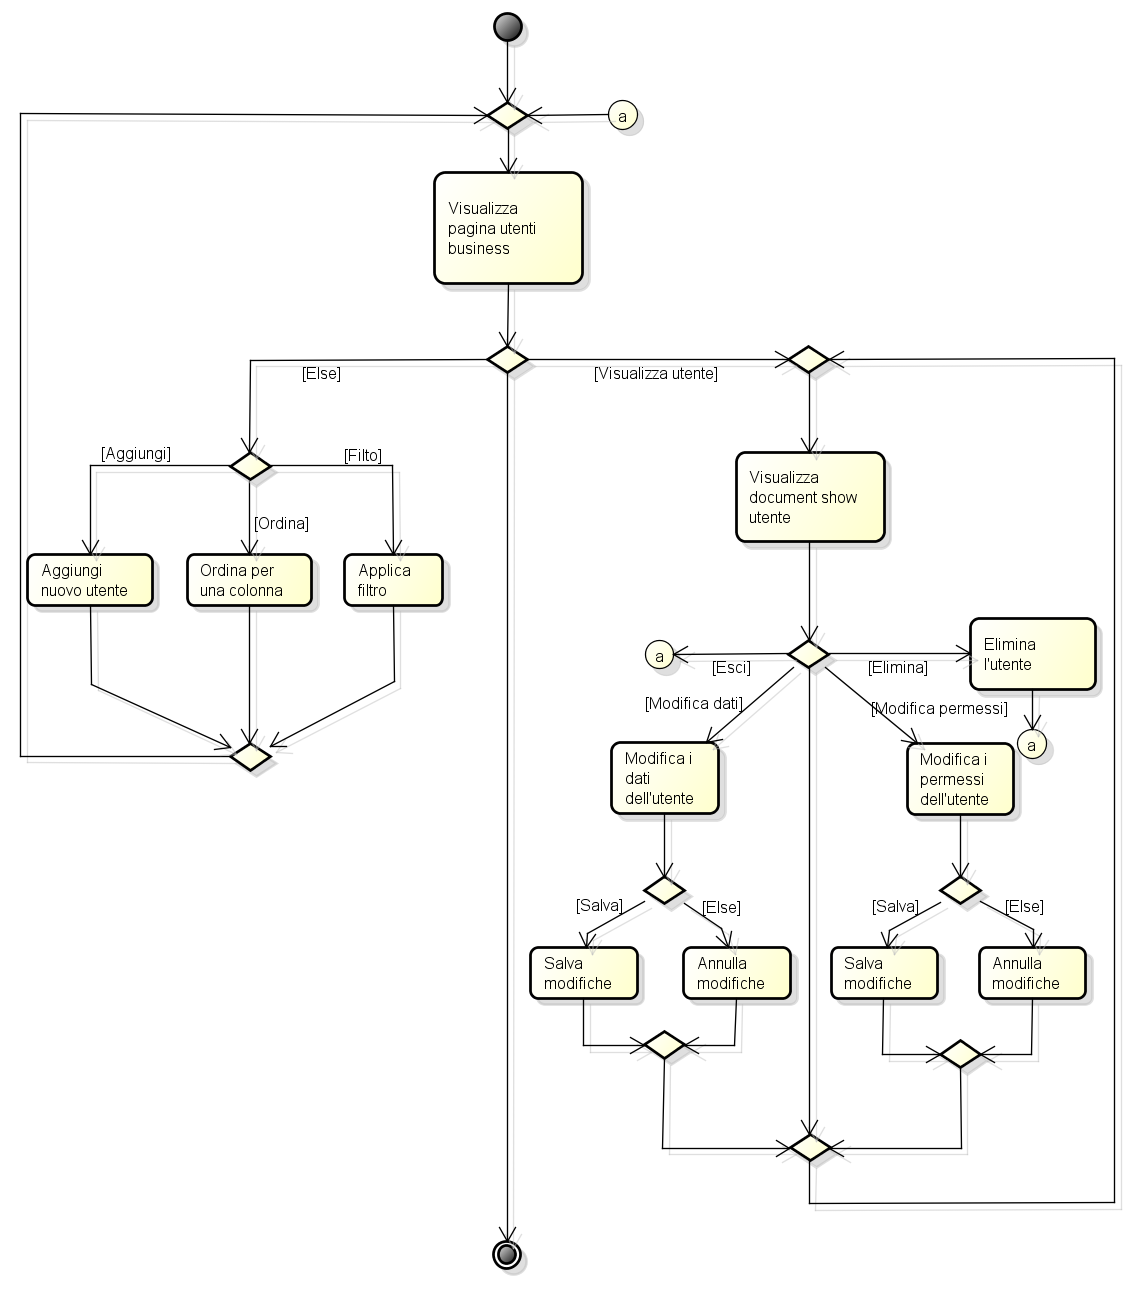 a
Visualizza
pagina utenti
business
[Else]
[Visualizza utente]
[Aggiungi]
[Filto]
[Ordina]
Visualizza
document show
utente
Aggiungi
nuovo utente
Ordina per
una colonna
Applica
filtro
a
[Esci]
[Elimina]
Elimina
l'utente
[Modifica dati]
[Modifica permessi]
a
Modifica i
dati
dell'utente
Modifica i
permessi
dell'utente
[Salva]
[Else]
[Salva]
[Else]
Salva
modifiche
Annulla
modifiche
Salva
modifiche
Annulla
modifiche